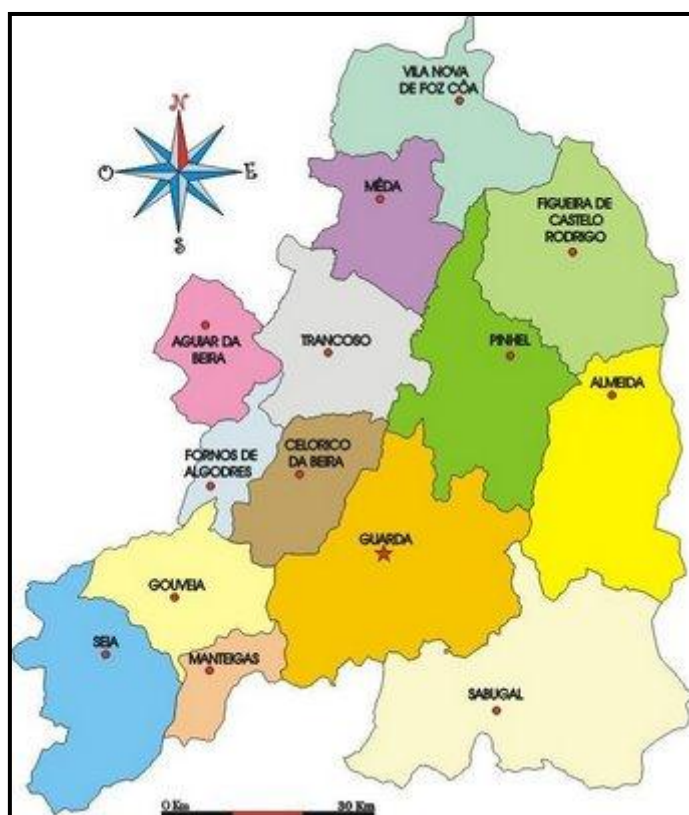 VILA NOVA
DE FOZ CÔA
N
O
E
S
MÊDA
FIGUEIRA DE
CASTELO
RODRIGO
AGUIAR DA
BEIRA
TRANCOSO
PINHEL
ALMEIDA
FORNOS DE
ALGODRES
CELORICO
DA BEIRA
GUARDA
GOUVEIA
SEIA
MANTEIGAS
SABUGAL
0 Km
30 Km